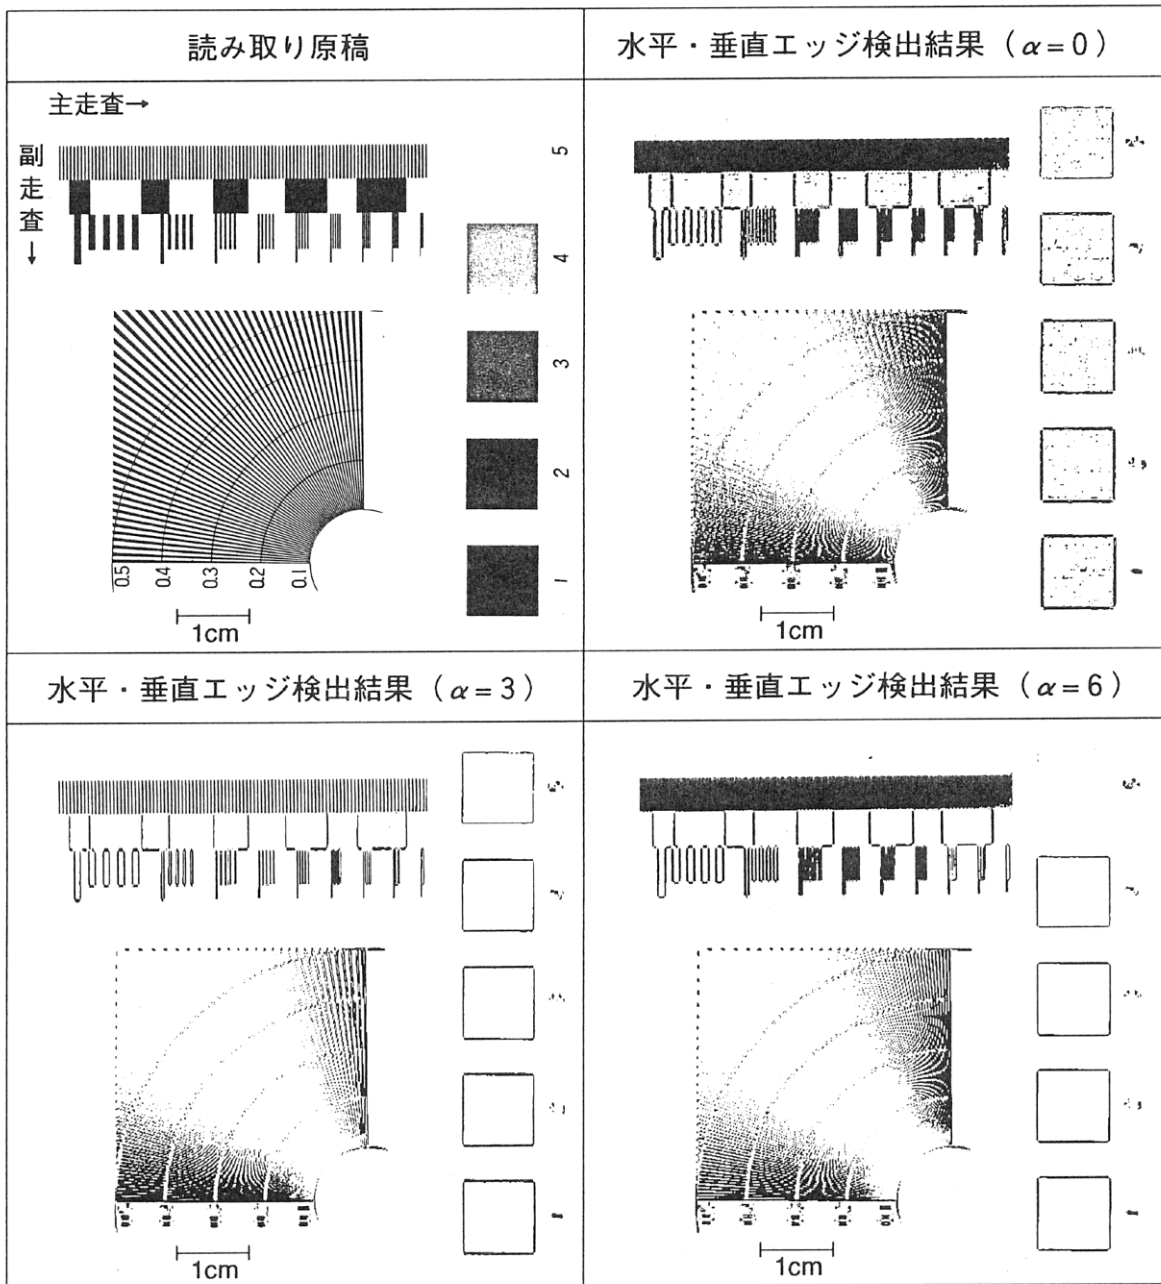 読み取り原稿
主走査→
副走査↓
5
4
3
2
1
0.5 0.4 0.3 0.2 0.1
1cm
水平・垂直エッジ検出結果（α=0）
1cm
水平・垂直エッジ検出結果（α=3）
1cm
水平・垂直エッジ検出結果（α=6）
1cm